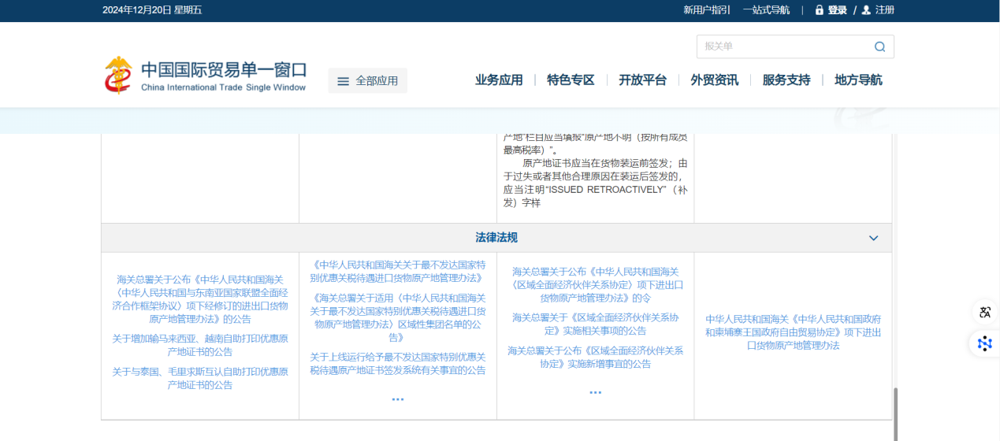 2024年12月20日 星期五
新用户指引 一站式导航 | 登录 / 注册
报关单
中国国际贸易单一窗口
China International Trade Single Window
全部应用
业务应用 | 特色专区 | 开放平台 | 外贸资讯 | 服务支持 | 地方导航
产地”栏目应当填报“原产地不明（按所有成员
最高税率）”。
原产地证书应当在货物装运前签发；由
于过失或者其他合理原因在装运后签发的，
应当注明“ISSUED RETROACTIVELY”（补
发）字样
法律法规
海关总署关于公布《中华人民共和国海关
〈中华人民共和国与东南亚国家联盟全面经
济合作框架协议〉项下经修订的进出口货物
原产地管理办法》的公告
关于增加输马来西亚、越南自助打印优惠原
产地证书的公告
关于与泰国、毛里求斯互认自助打印优惠原
产地证书的公告
《中华人民共和国海关关于最不发达国家特
别优惠关税待遇进口货物原产地管理办法》
《海关总署关于适用〈中华人民共和国海关
关于最不发达国家特别优惠关税待遇进口货
物原产地管理办法〉区域性集团名单的公
告》
关于上线运行给予最不发达国家特别优惠关
税待遇原产地证书签发系统有关事宜的公告
...
海关总署关于公布《中华人民共和国海关
〈区域全面经济伙伴关系协定〉项下进出口
货物原产地管理办法》的令
海关总署关于《区域全面经济伙伴关系协
定》实施相关事项的公告
海关总署关于公布《区域全面经济伙伴关系
协定》实施新增事宜的公告
...
中华人民共和国海关《中华人民共和国政府
和柬埔寨王国政府自由贸易协定》项下进出
口货物原产地管理办法